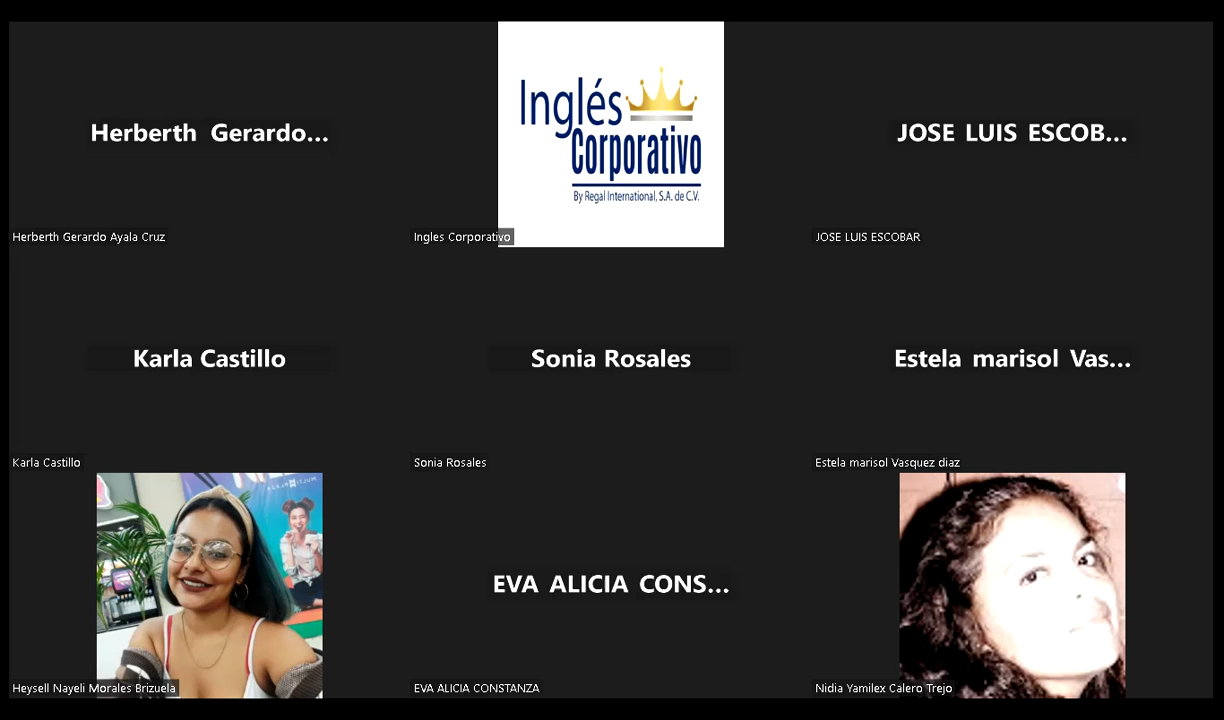 Herberth Gerardo...
Herberth Gerardo Ayala Cruz
Inglés
Corporativo
By Regal International, S.A. de C.V.
Ingles Corporativo
JOSE LUIS ESCOB...
JOSE LUIS ESCOBAR
Karla Castillo
Karla Castillo
Sonia Rosales
Sonia Rosales
Estela marisol Vas...
Estela marisol Vasquez diaz
Heysell Nayeli Morales Brizuela
EVA ALICIA CONS...
EVA ALICIA CONSTANZA
Nidia Yamilex Calero Trejo